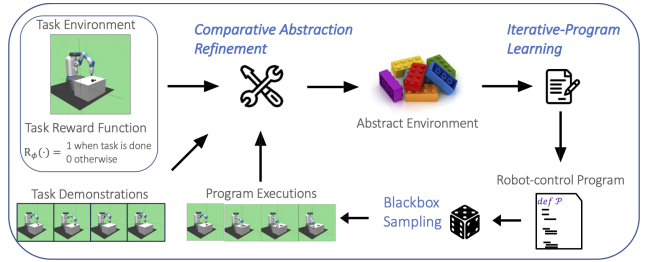 Task Environment
Comparative Abstraction
Refinement
Iterative-Program
Learning
Task Reward Function
R𝜙(·) = 1 when task is done
0 otherwise
Abstract Environment
Task Demonstrations
Program Executions
Blackbox
Sampling
Robot-control Program
def 𝒫